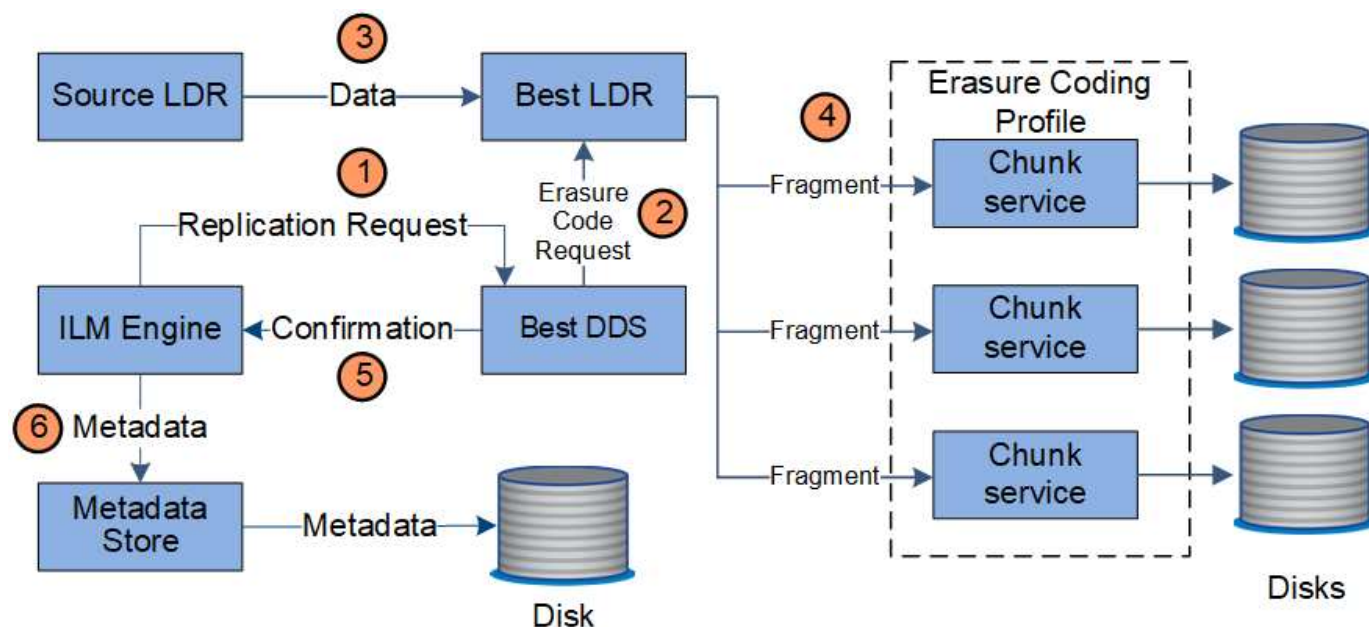 3
Source LDR
Data
Best LDR
Erasure Coding
Profile
4
Chunk
service
Fragment
1
Replication Request
Erasure
Code
Request
2
ILM Engine
Confirmation
Best DDS
Fragment
Chunk
service
5
6
Metadata
Fragment
Chunk
service
Metadata
Store
Metadata
Disk
Disks